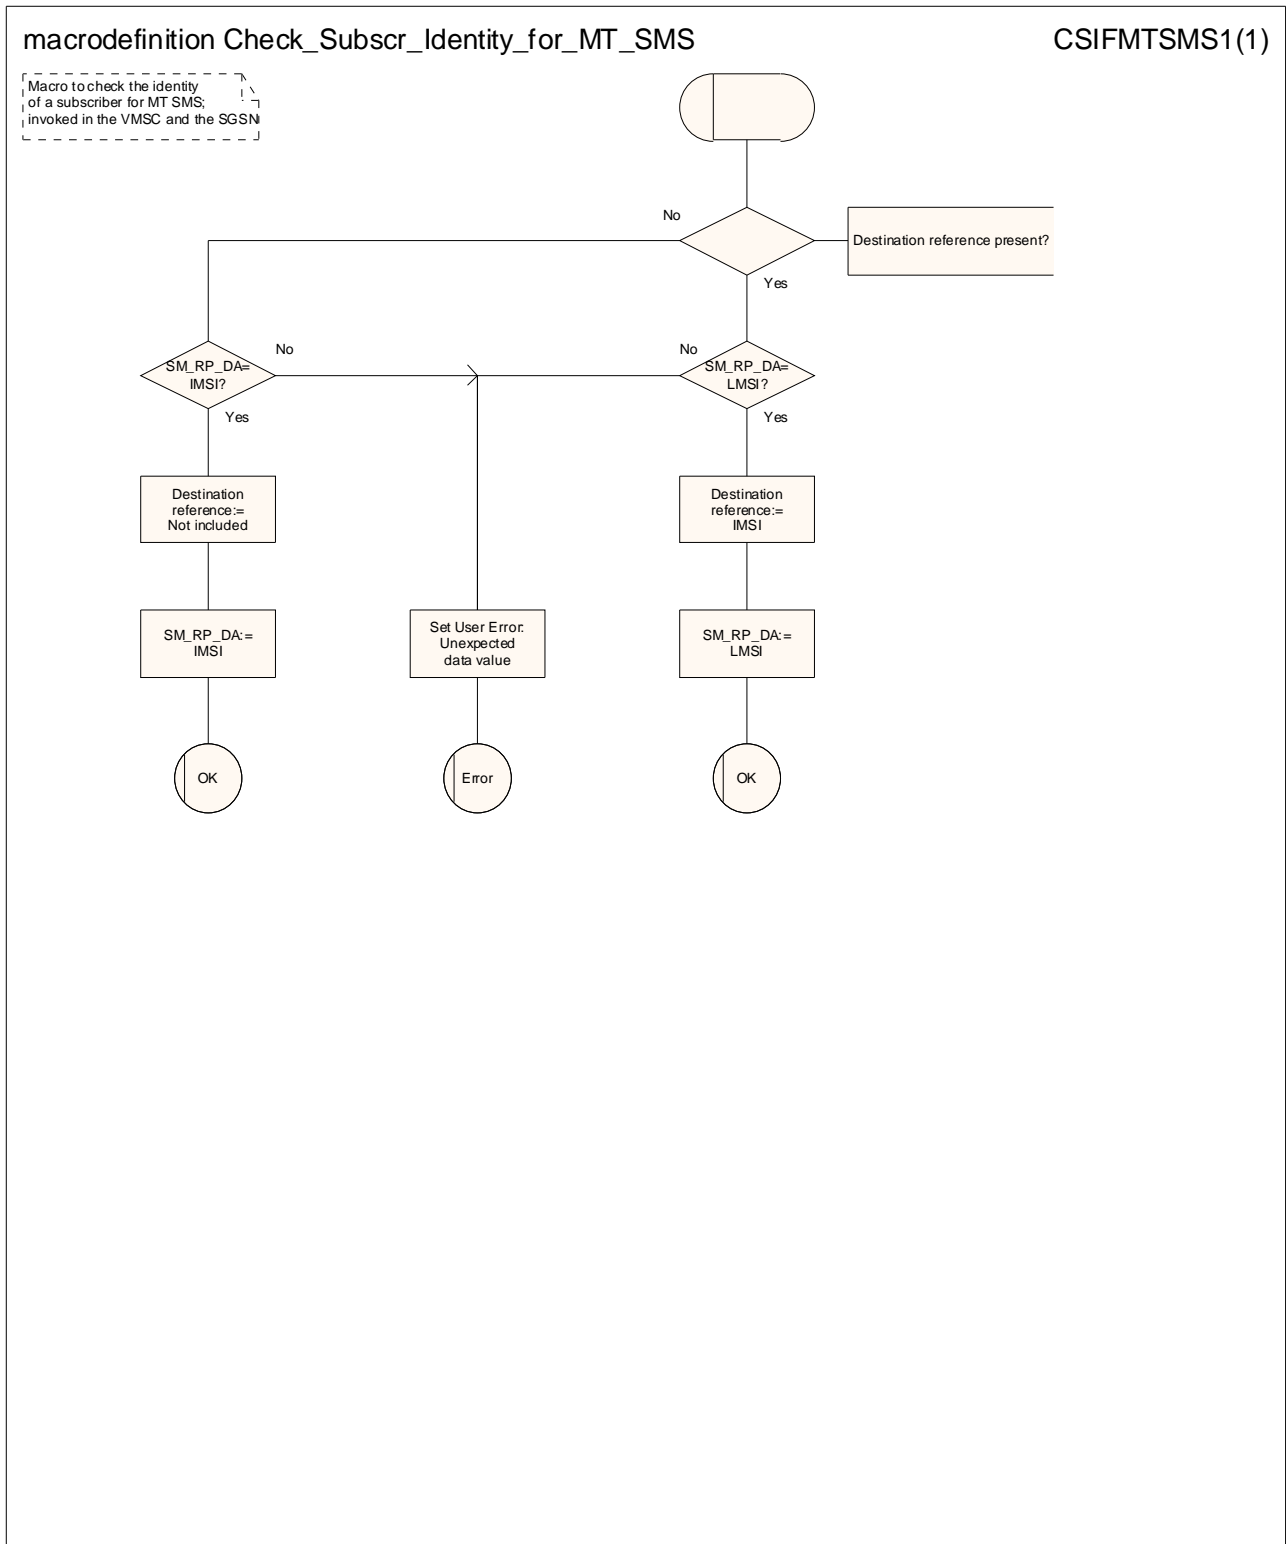 macrodefinition Check_Subscr_Identity_for_MT_SMS
CSIFMTSMS1(1)
Macro to check the identity
of a subscriber for MT SMS;
invoked in the VMSC and the SGSN
No
Destination reference present?
Yes
SM_RP_DA=
IMSI?
No
No
SM_RP_DA=
LMSI?
Yes
Yes
Destination
reference:=
Not included
Destination
reference:=
IMSI
SM_RP_DA:=
IMSI
Set User Error:
Unexpected
data value
SM_RP_DA:=
LMSI
OK
Error
OK